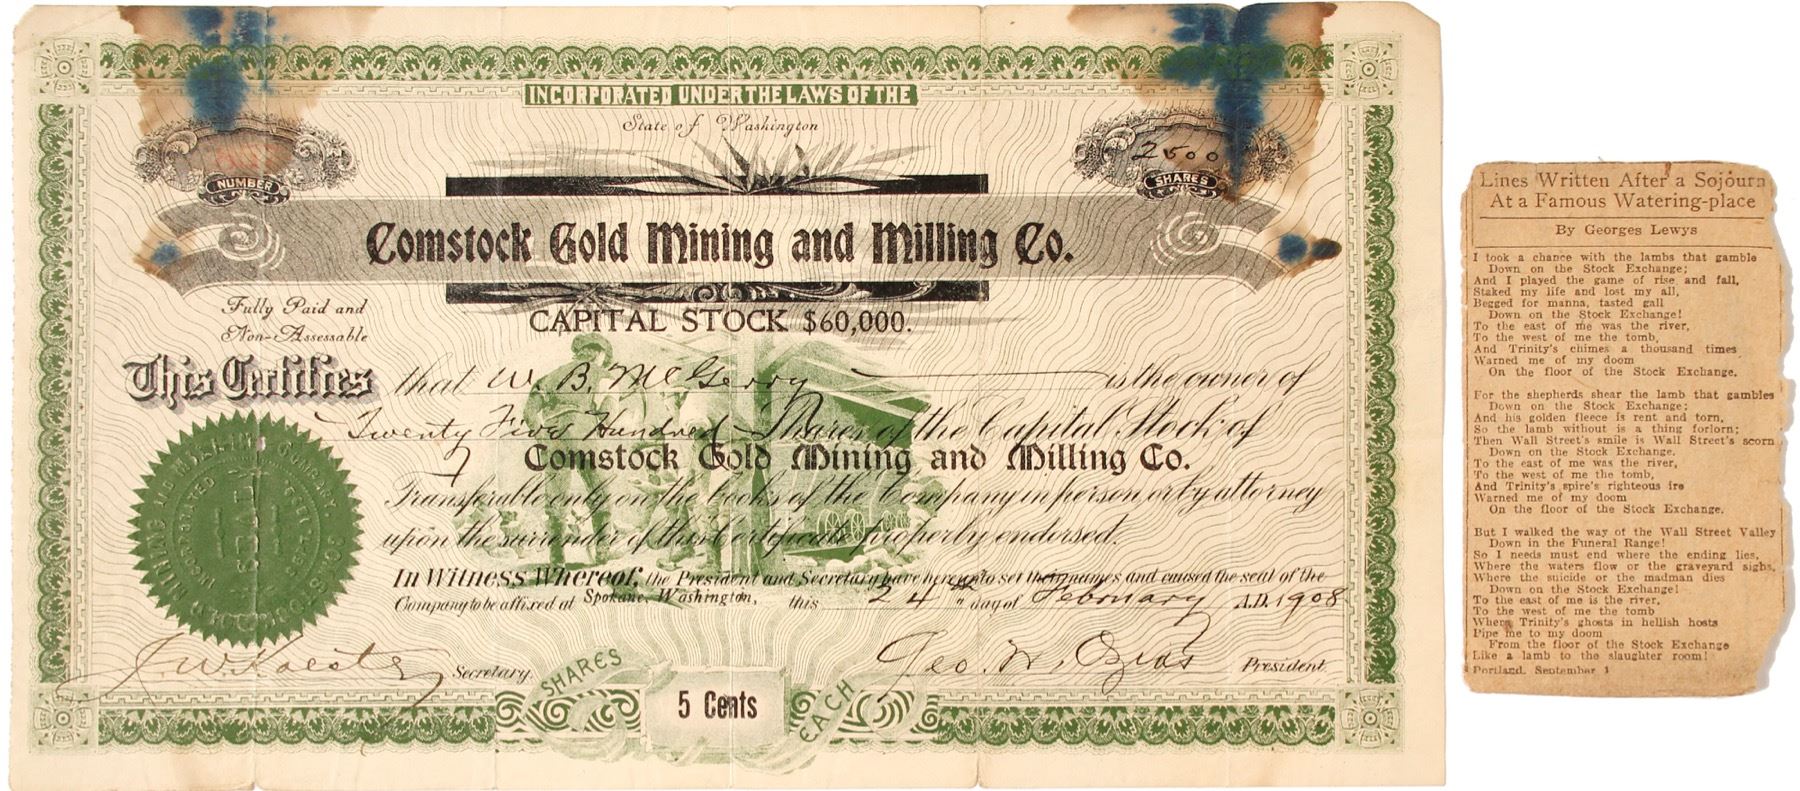 INCORPORATED UNDER THE LAWS OF THE
State of Washington
NUMBER
2500
SHARES
Comstock Gold Mining and Milling Co.
Fully Paid and
Non-Assessable
CAPITAL STOCK $60,000.
This Certifies that W. B. McGerry is the owner of
Twenty Five Hundred Shares of the Capital Stock of
Comstock Gold Mining and Milling Co.
Transferable only on the books of the Company in person or by attorney
upon the surrender of this Certificate properly endorsed.
In Witness Whereof, the President and Secretary have hereunto set their names and caused the seal of the
Company to be affixed at Spokane, Washington, this 24th day of February A.D. 1908
Secretary.
Geo. President.
SHARES 5 Cents EACH
SEAL
Lines Written After a Sojourn
At a Famous Watering-place
By Georges Lewys
I took a chance with the lambs that gamble
Down on the Stock Exchange;
And I played the game of rise and fall,
Staked my life and lost my all,
Begged for manna, tasted gall
Down on the Stock Exchange!
To the east of me was the river,
To the west of me the tomb,
And Trinity's chimes a thousand times
Warned me of my doom
On the floor of the Stock Exchange.
For the shepherds shear the lamb that gambles
Down on the Stock Exchange;
And his golden fleece is rent and torn,
So the lamb without is a thing forlorn;
Then Wall Street's smile is Wall Street's scorn
Down on the Stock Exchange.
To the east of me was the river,
To the west of me the tomb,
And Trinity's spire's righteous ire
Warned me of my doom
On the floor of the Stock Exchange.
But I walked the way of the Wall Street Valley
Down in the Funeral Range!
So I needs must end where the ending lies,
Where the waters flow or the graveyard sighs,
Where the suicide or the madman dies
Down on the Stock Exchange!
To the east of me is the river,
To the west of me the tomb
Where Trinity's ghosts in hellish hosts
Pipe me to my doom
From the floor of the Stock Exchange
Like a lamb to the slaughter room!
Portland, September 1